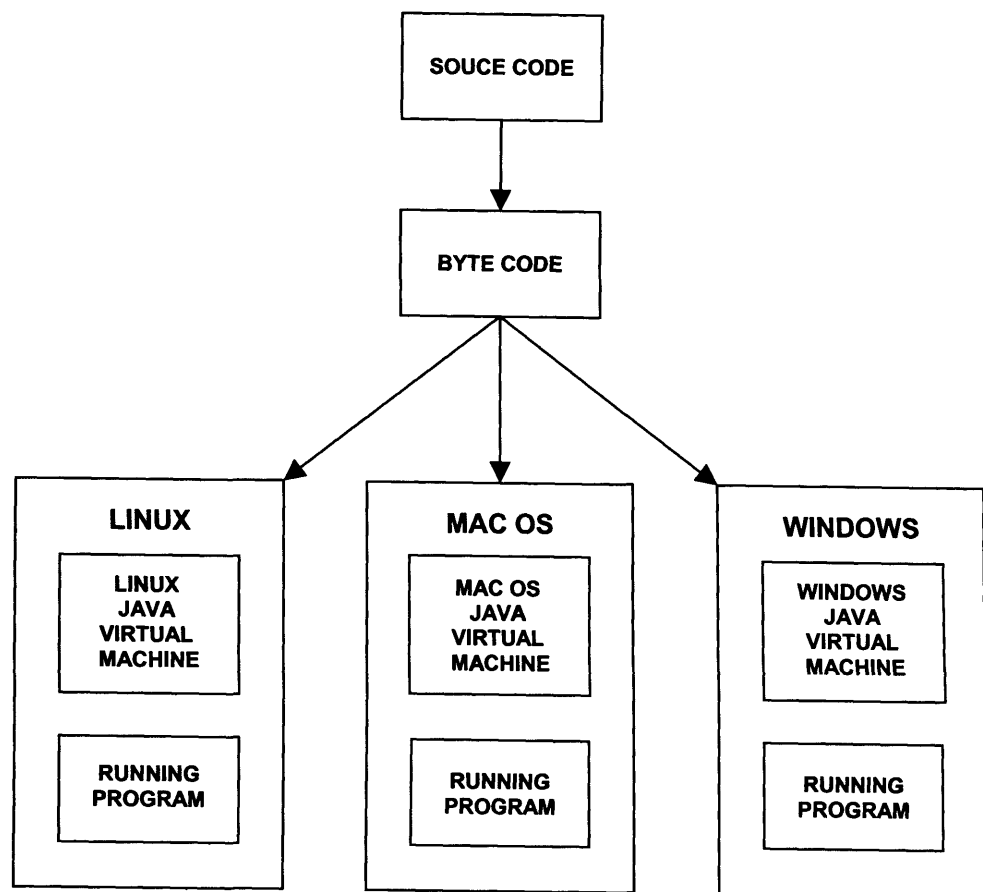 SOUCE CODE
BYTE CODE
LINUX
LINUX
JAVA
VIRTUAL
MACHINE
RUNNING
PROGRAM
MAC OS
MAC OS
JAVA
VIRTUAL
MACHINE
RUNNING
PROGRAM
WINDOWS
WINDOWS
JAVA
VIRTUAL
MACHINE
RUNNING
PROGRAM